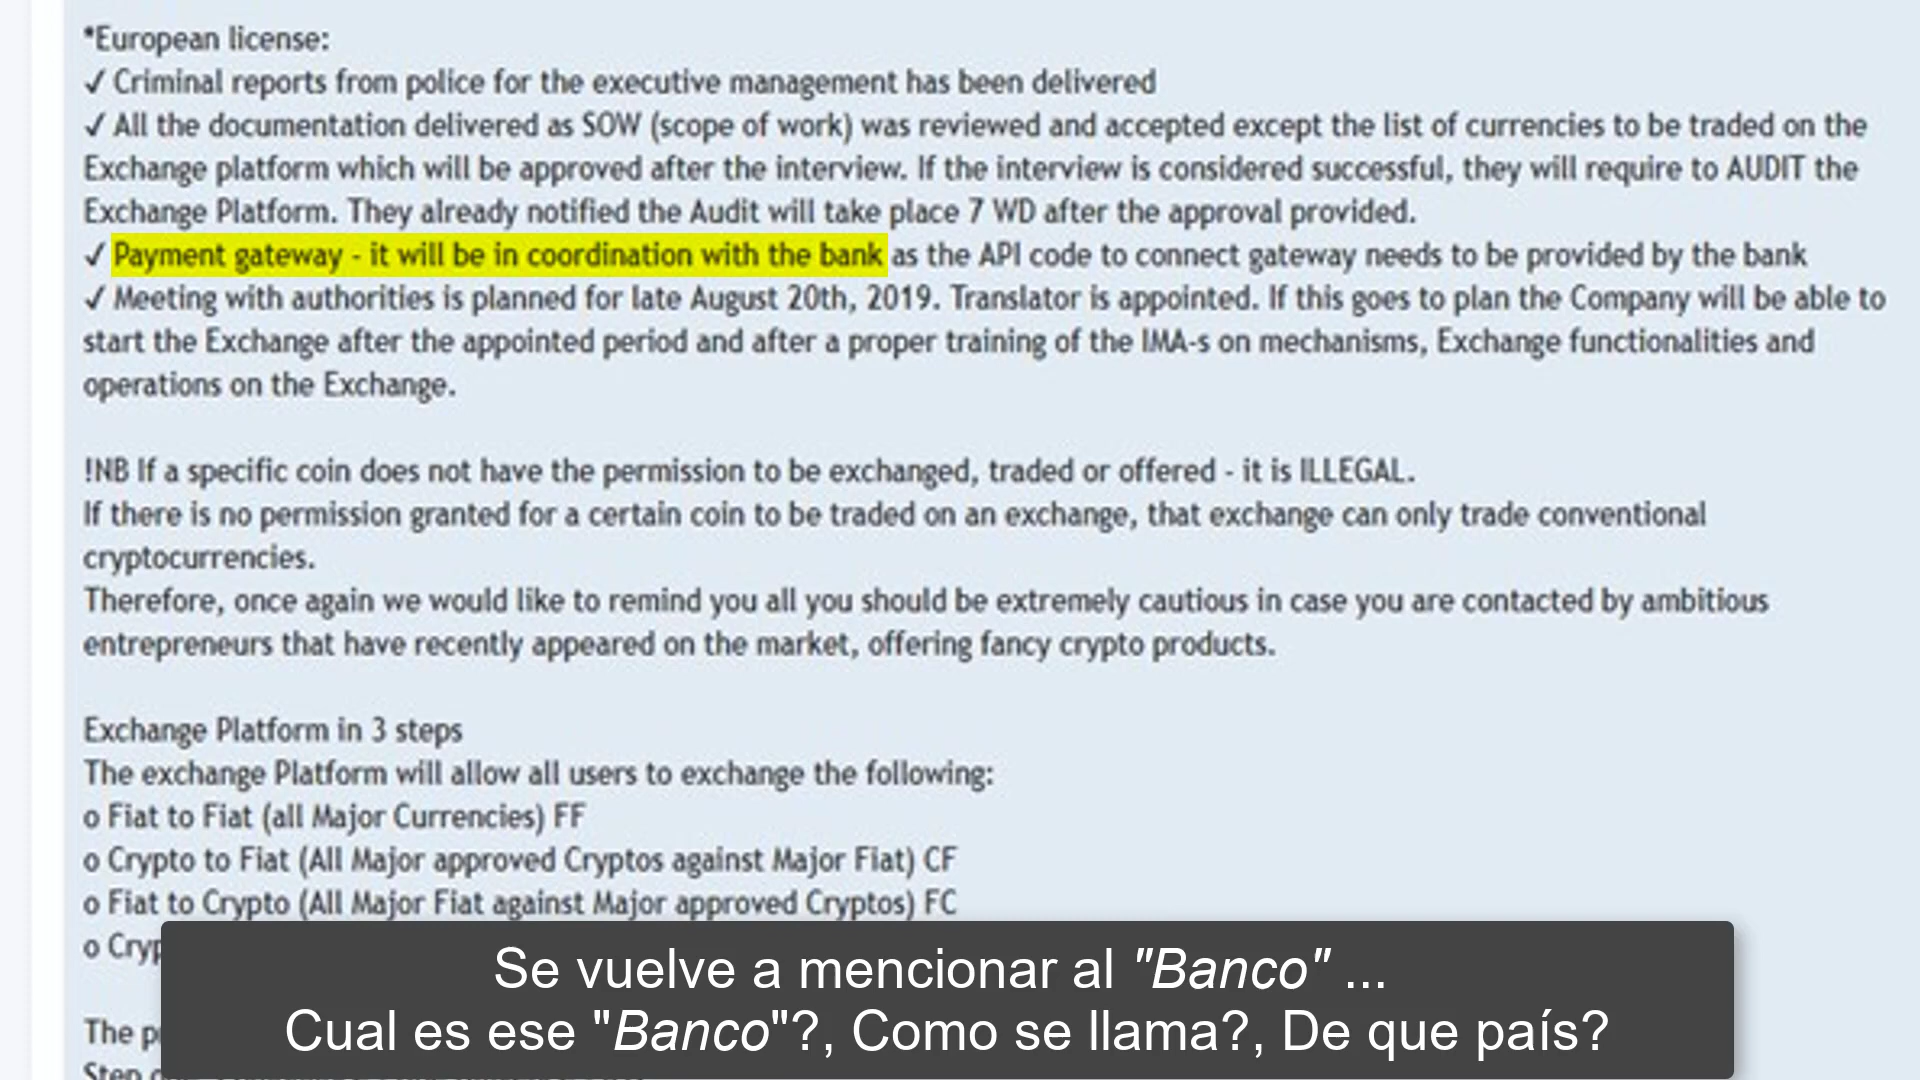 *European license:
✓ Criminal reports from police for the executive management has been delivered
✓ All the documentation delivered as SOW (scope of work) was reviewed and accepted except the list of currencies to be traded on the
Exchange platform which will be approved after the interview. If the interview is considered successful, they will require to AUDIT the
Exchange Platform. They already notified the Audit will take place 7 WD after the approval provided.
✓ Payment gateway - it will be in coordination with the bank as the API code to connect gateway needs to be provided by the bank
✓ Meeting with authorities is planned for late August 20th, 2019. Translator is appointed. If this goes to plan the Company will be able to
start the Exchange after the appointed period and after a proper training of the IMA-s on mechanisms, Exchange functionalities and
operations on the Exchange.
!NB If a specific coin does not have the permission to be exchanged, traded or offered - it is ILLEGAL.
If there is no permission granted for a certain coin to be traded on an exchange, that exchange can only trade conventional
cryptocurrencies.
Therefore, once again we would like to remind you all you should be extremely cautious in case you are contacted by ambitious
entrepreneurs that have recently appeared on the market, offering fancy crypto products.
Exchange Platform in 3 steps
The exchange Platform will allow all users to exchange the following:
o Fiat to Fiat (all Major Currencies) FF
o Crypto to Fiat (All Major approved Cryptos against Major Fiat) CF
o Fiat to Crypto (All Major Fiat against Major approved Cryptos) FC
o Cryp
Se vuelve a mencionar al "Banco" ...
Cual es ese "Banco"?, Como se llama?, De que país?
The p
Step